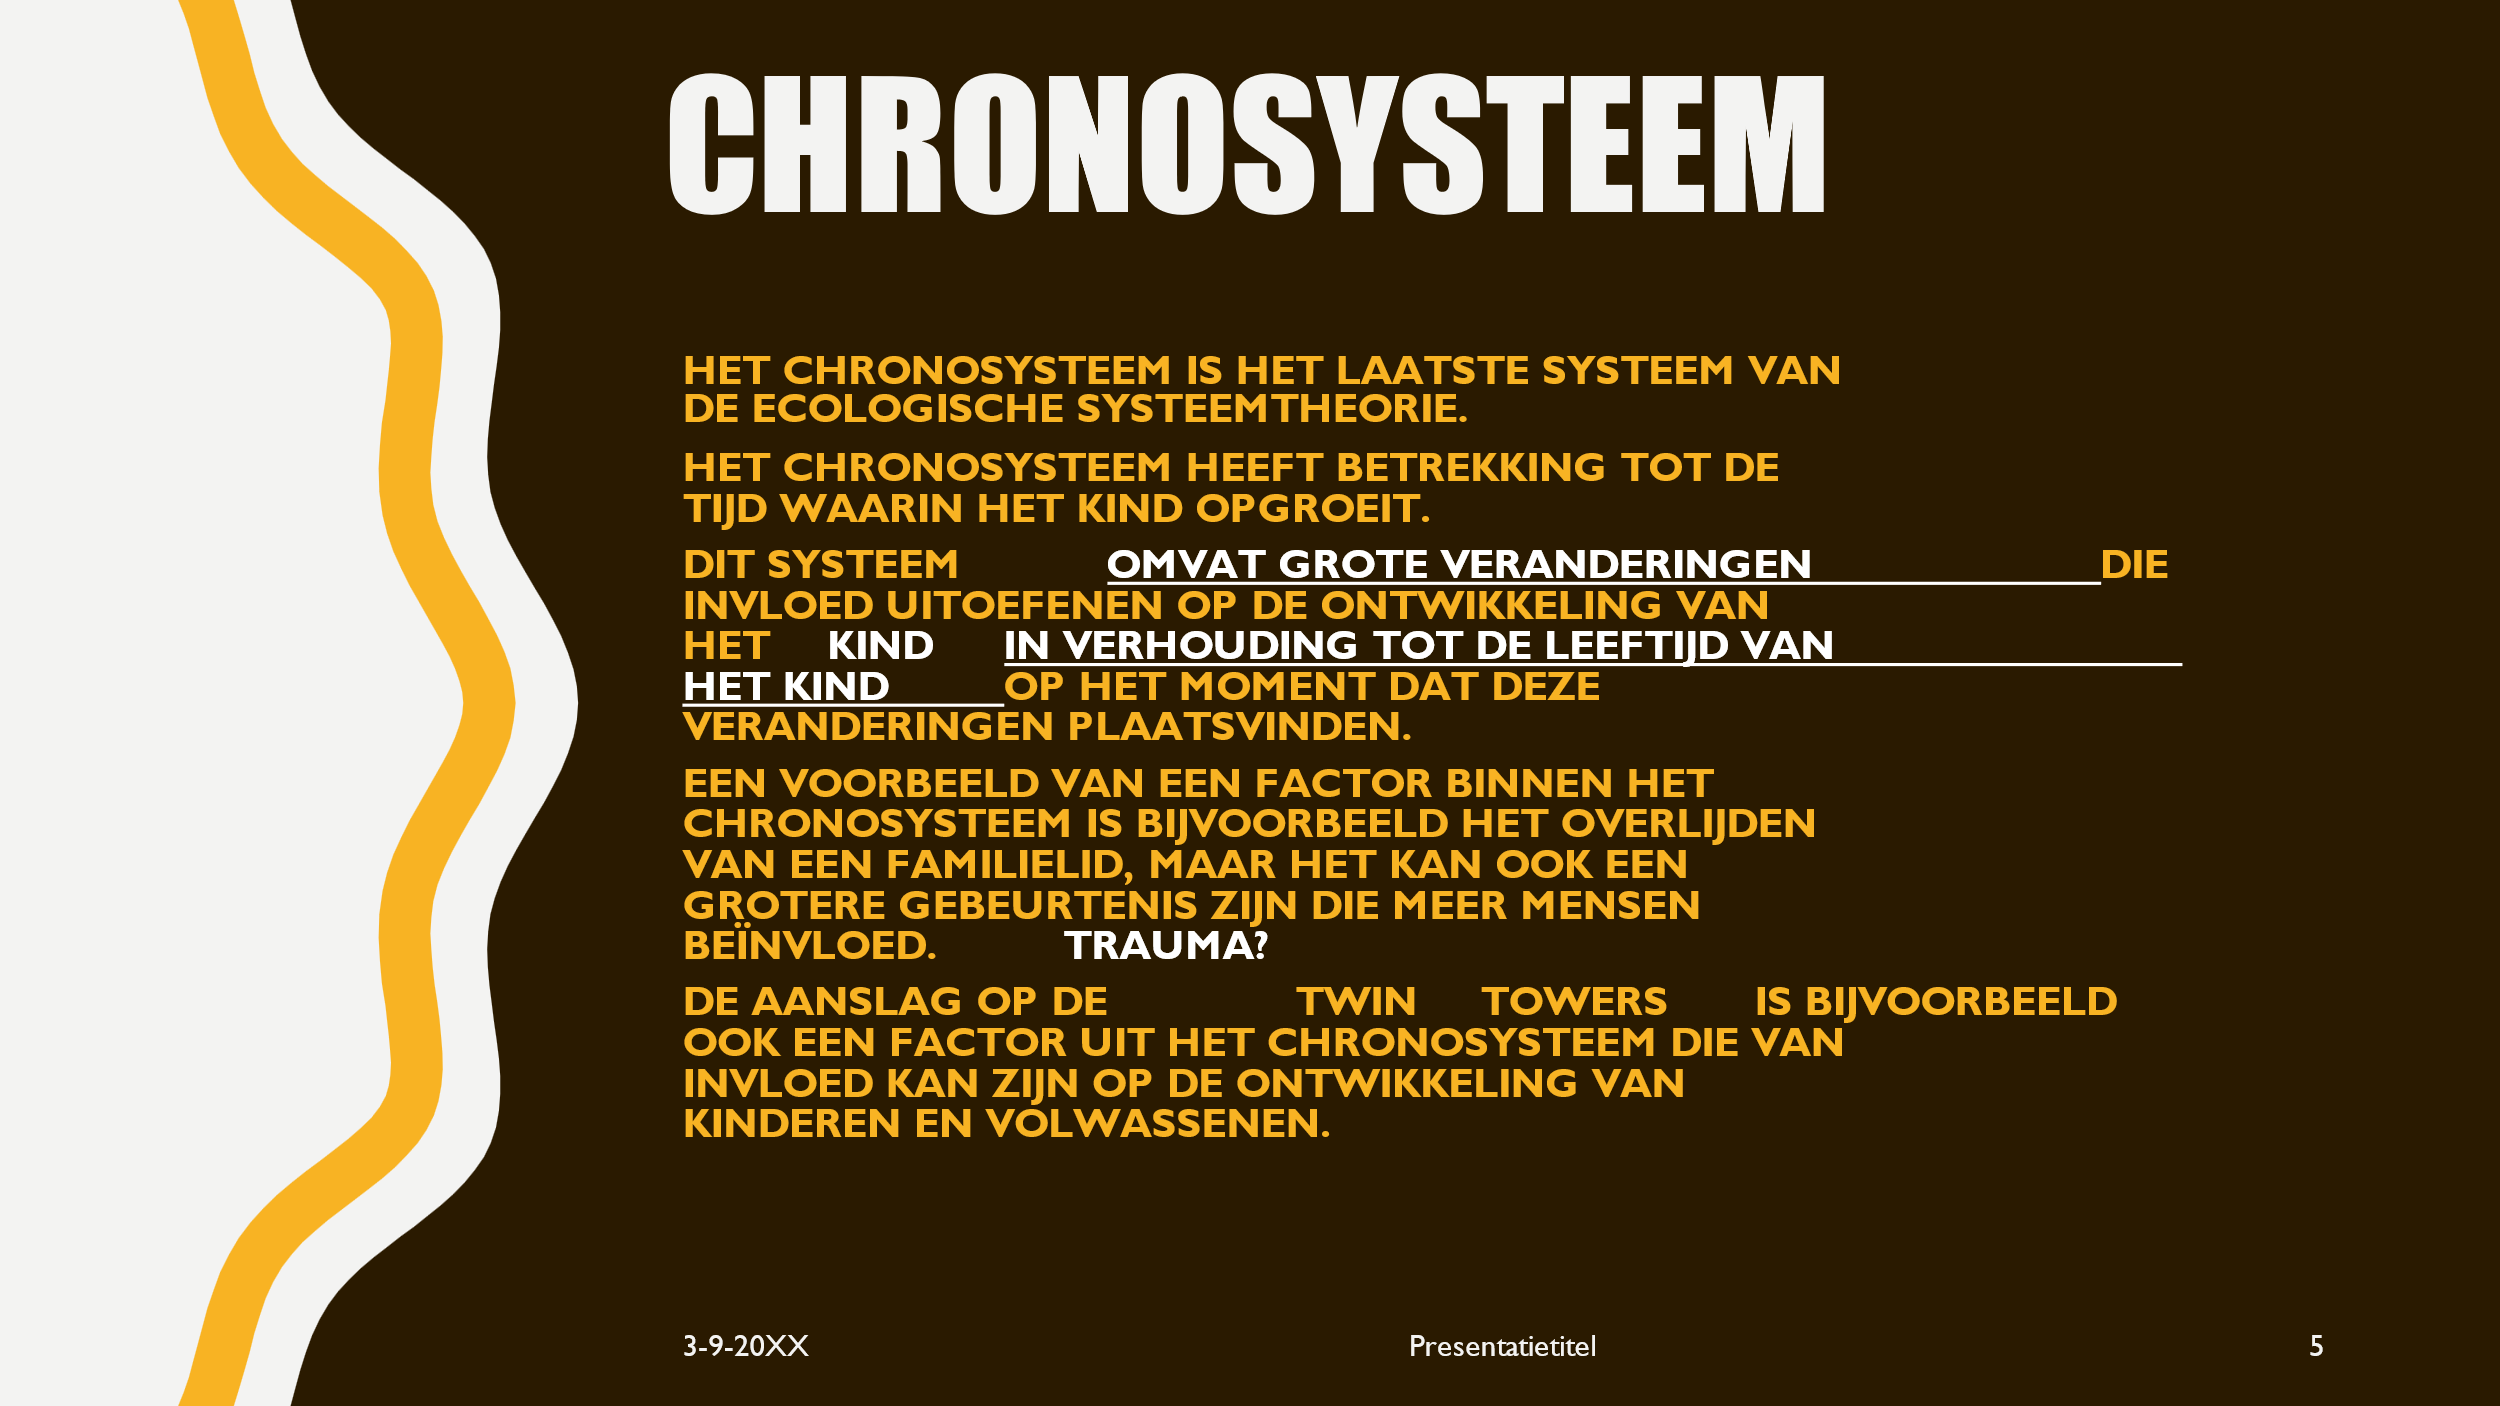 CHRONOSYSTEEM
HET CHRONOSYSTEEM IS HET LAATSTE SYSTEEM VAN
DE ECOLOGISCHE SYSTEEMTHEORIE.
HET CHRONOSYSTEEM HEEFT BETREKKING TOT DE
TIJD WAARIN HET KIND OPGROEIT.
DIT SYSTEEM OMVAT GROTE VERANDERINGEN DIE
INVLOED UITOEFENEN OP DE ONTWIKKELING VAN
HET KIND IN VERHOUDING TOT DE LEEFTIJD VAN
HET KIND OP HET MOMENT DAT DEZE
VERANDERINGEN PLAATSVINDEN.
EEN VOORBEELD VAN EEN FACTOR BINNEN HET
CHRONOSYSTEEM IS BIJVOORBEELD HET OVERLIJDEN
VAN EEN FAMILIELID, MAAR HET KAN OOK EEN
GROTERE GEBEURTENIS ZIJN DIE MEER MENSEN
BEÏNVLOED. TRAUMA?
DE AANSLAG OP DE TWIN TOWERS IS BIJVOORBEELD
OOK EEN FACTOR UIT HET CHRONOSYSTEEM DIE VAN
INVLOED KAN ZIJN OP DE ONTWIKKELING VAN
KINDEREN EN VOLWASSENEN.
3-9-20XX Presentatietitel 5